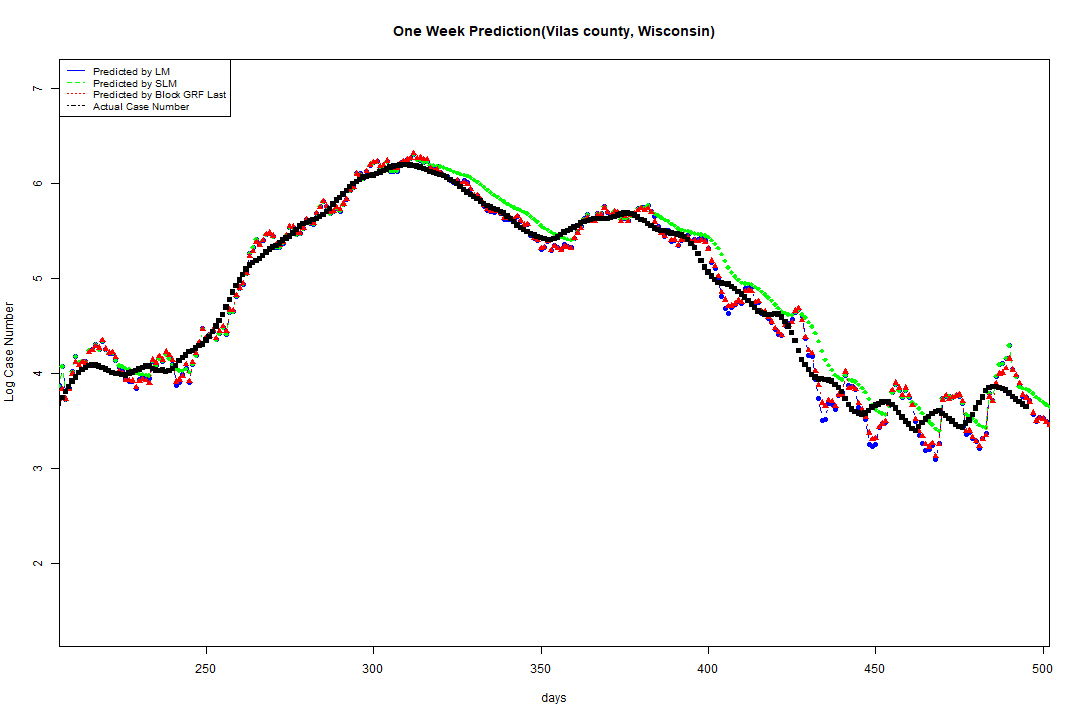 One Week Prediction(Vilas county, Wisconsin)
Predicted by LM
Predicted by SLM
Predicted by Block GRF Last
Actual Case Number
7
6
5
4
3
2
Log Case Number
250
300
350
400
450
500
days